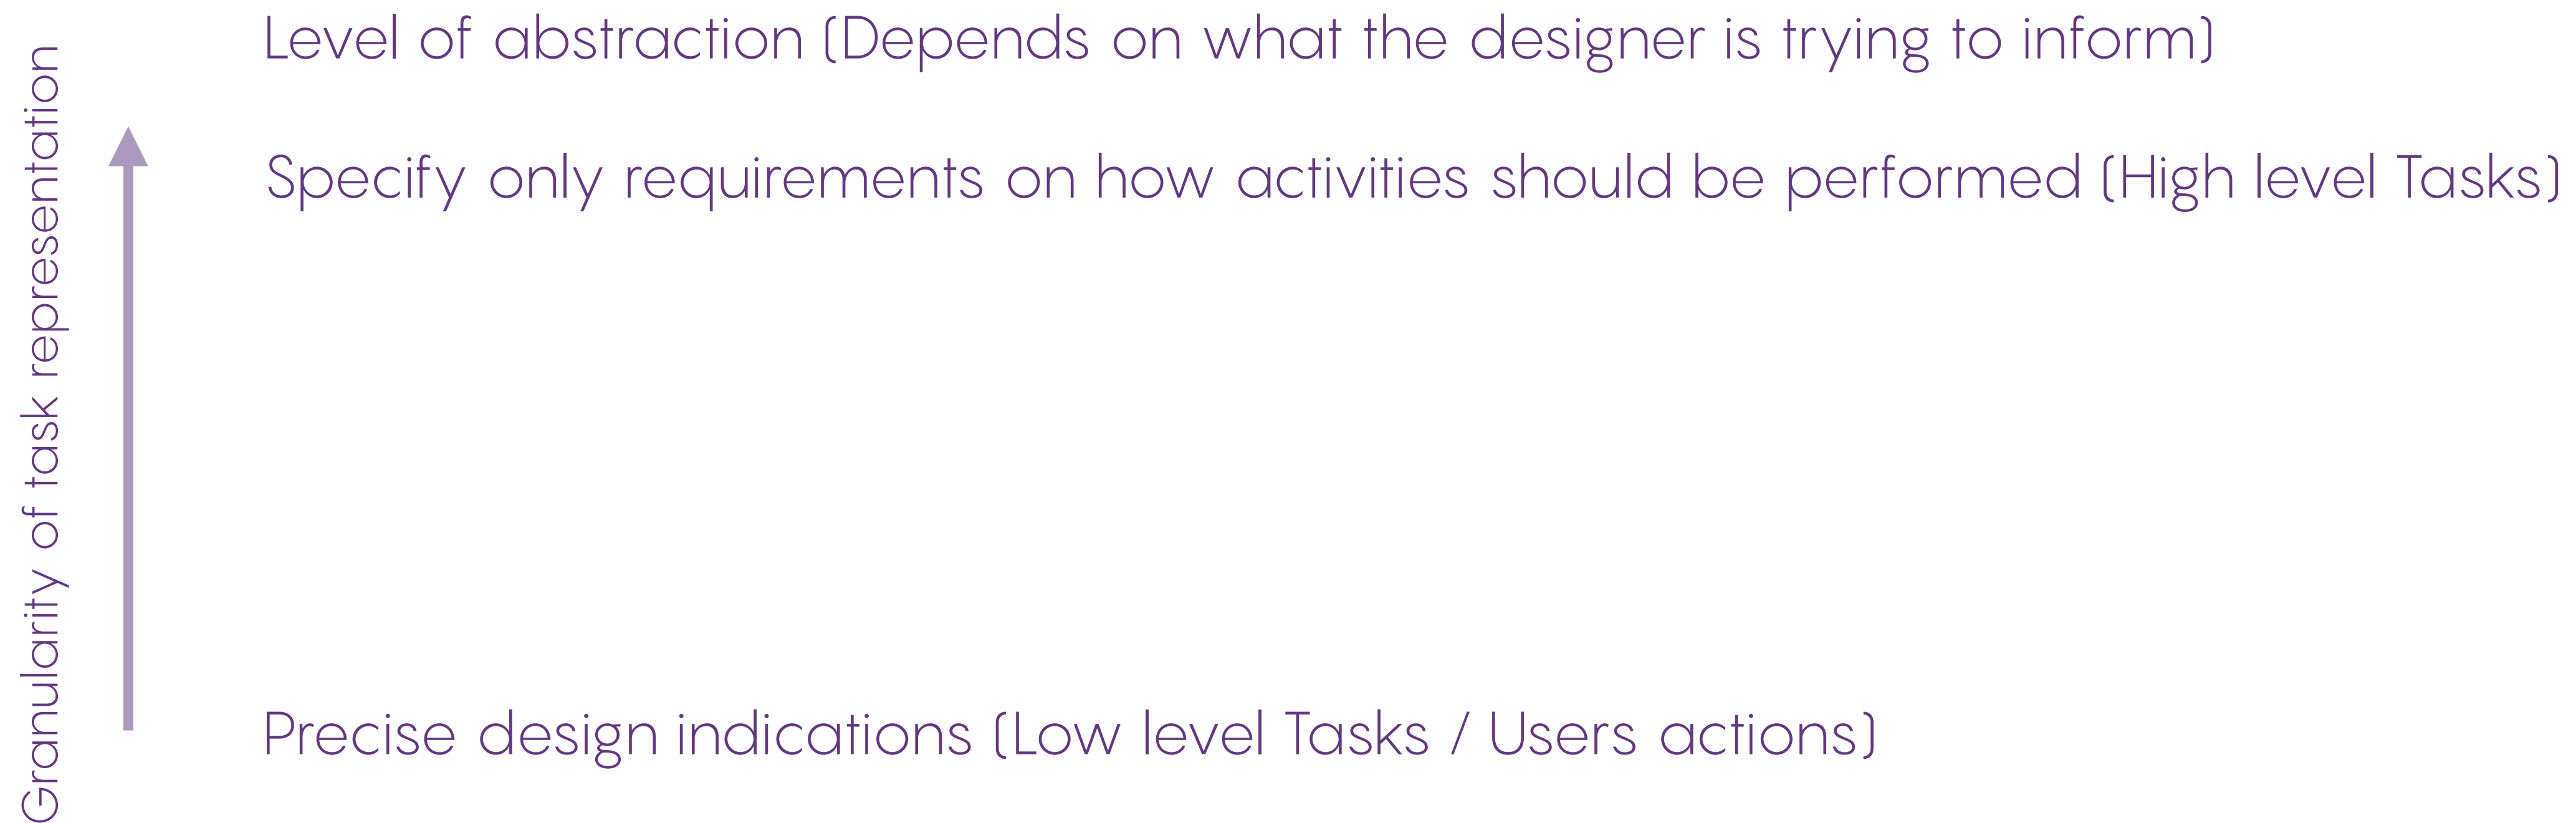 Granularity of task representation
Level of abstraction (Depends on what the designer is trying to inform)
Specify only requirements on how activities should be performed (High level Tasks)
Precise design indications (Low level Tasks / Users actions)